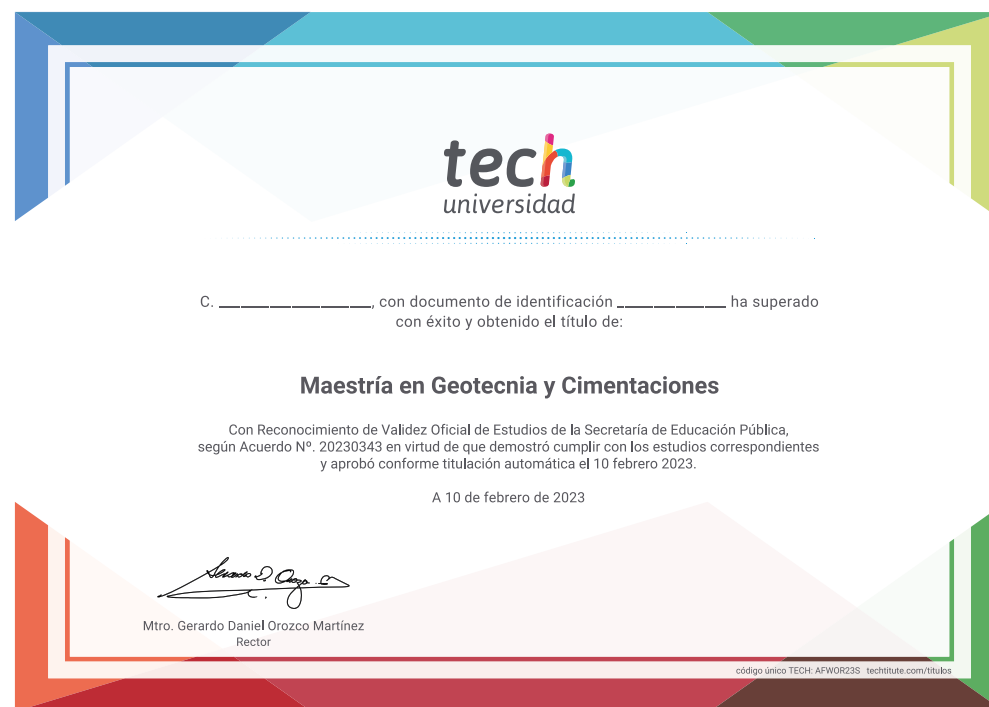 tech
universidad
C. ____________________, con documento de identificación ______________ ha superado
con éxito y obtenido el título de:
Maestría en Geotecnia y Cimentaciones
Con Reconocimiento de Validez Oficial de Estudios de la Secretaría de Educación Pública,
según Acuerdo Nº. 20230343 en virtud de que demostró cumplir con los estudios correspondientes
y aprobó conforme titulación automática el 10 febrero 2023.
A 10 de febrero de 2023
Mtro. Gerardo Daniel Orozco Martínez
Rector
código único TECH: AFWOR23S techtitute.com/titulos